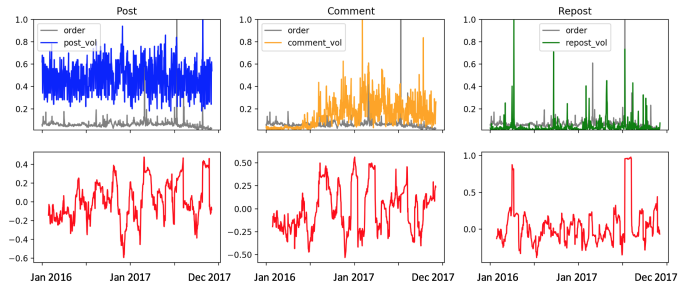 Post
Comment
Repost
1.0
0.8
0.6
0.4
0.2
order
post_vol
1.0
0.8
0.6
0.4
0.2
order
comment_vol
1.0
0.8
0.6
0.4
0.2
order
repost_vol
0.4
0.2
0.0
−0.2
−0.4
−0.6
0.50
0.25
0.00
−0.25
−0.50
1.0
0.5
0.0
Jan 2016
Jan 2017
Dec 2017
Jan 2016
Jan 2017
Dec 2017
Jan 2016
Jan 2017
Dec 2017